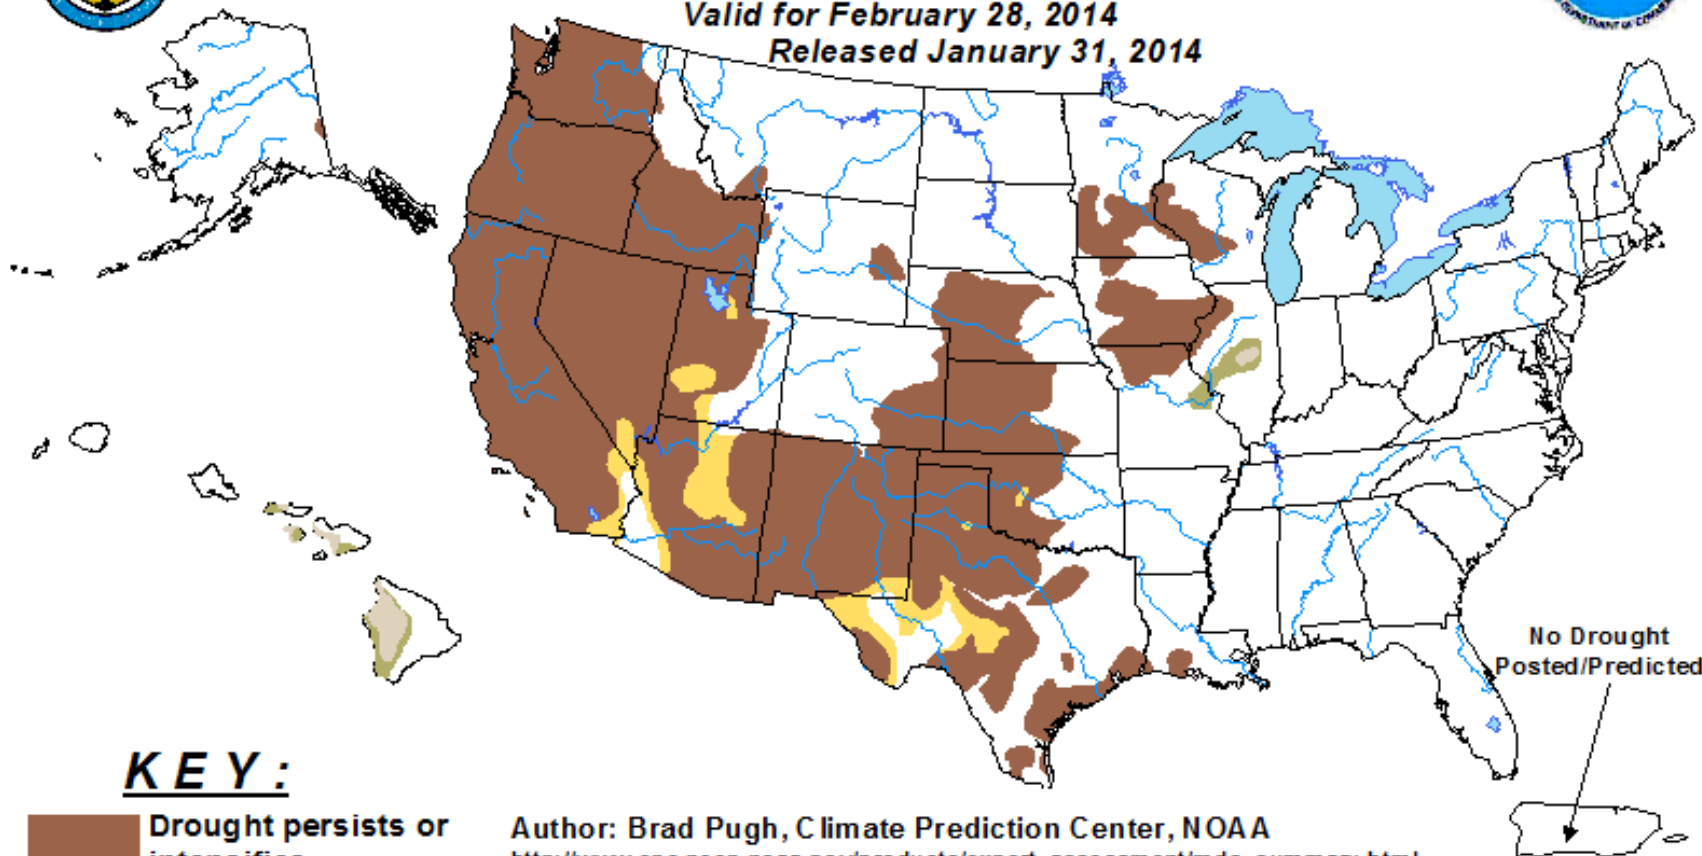 Valid for February 28, 2014
Released January 31, 2014
No Drought
Posted/Predicted
KEY:
Drought persists or
intensifies
Author: Brad Pugh, Climate Prediction Center, NOAA